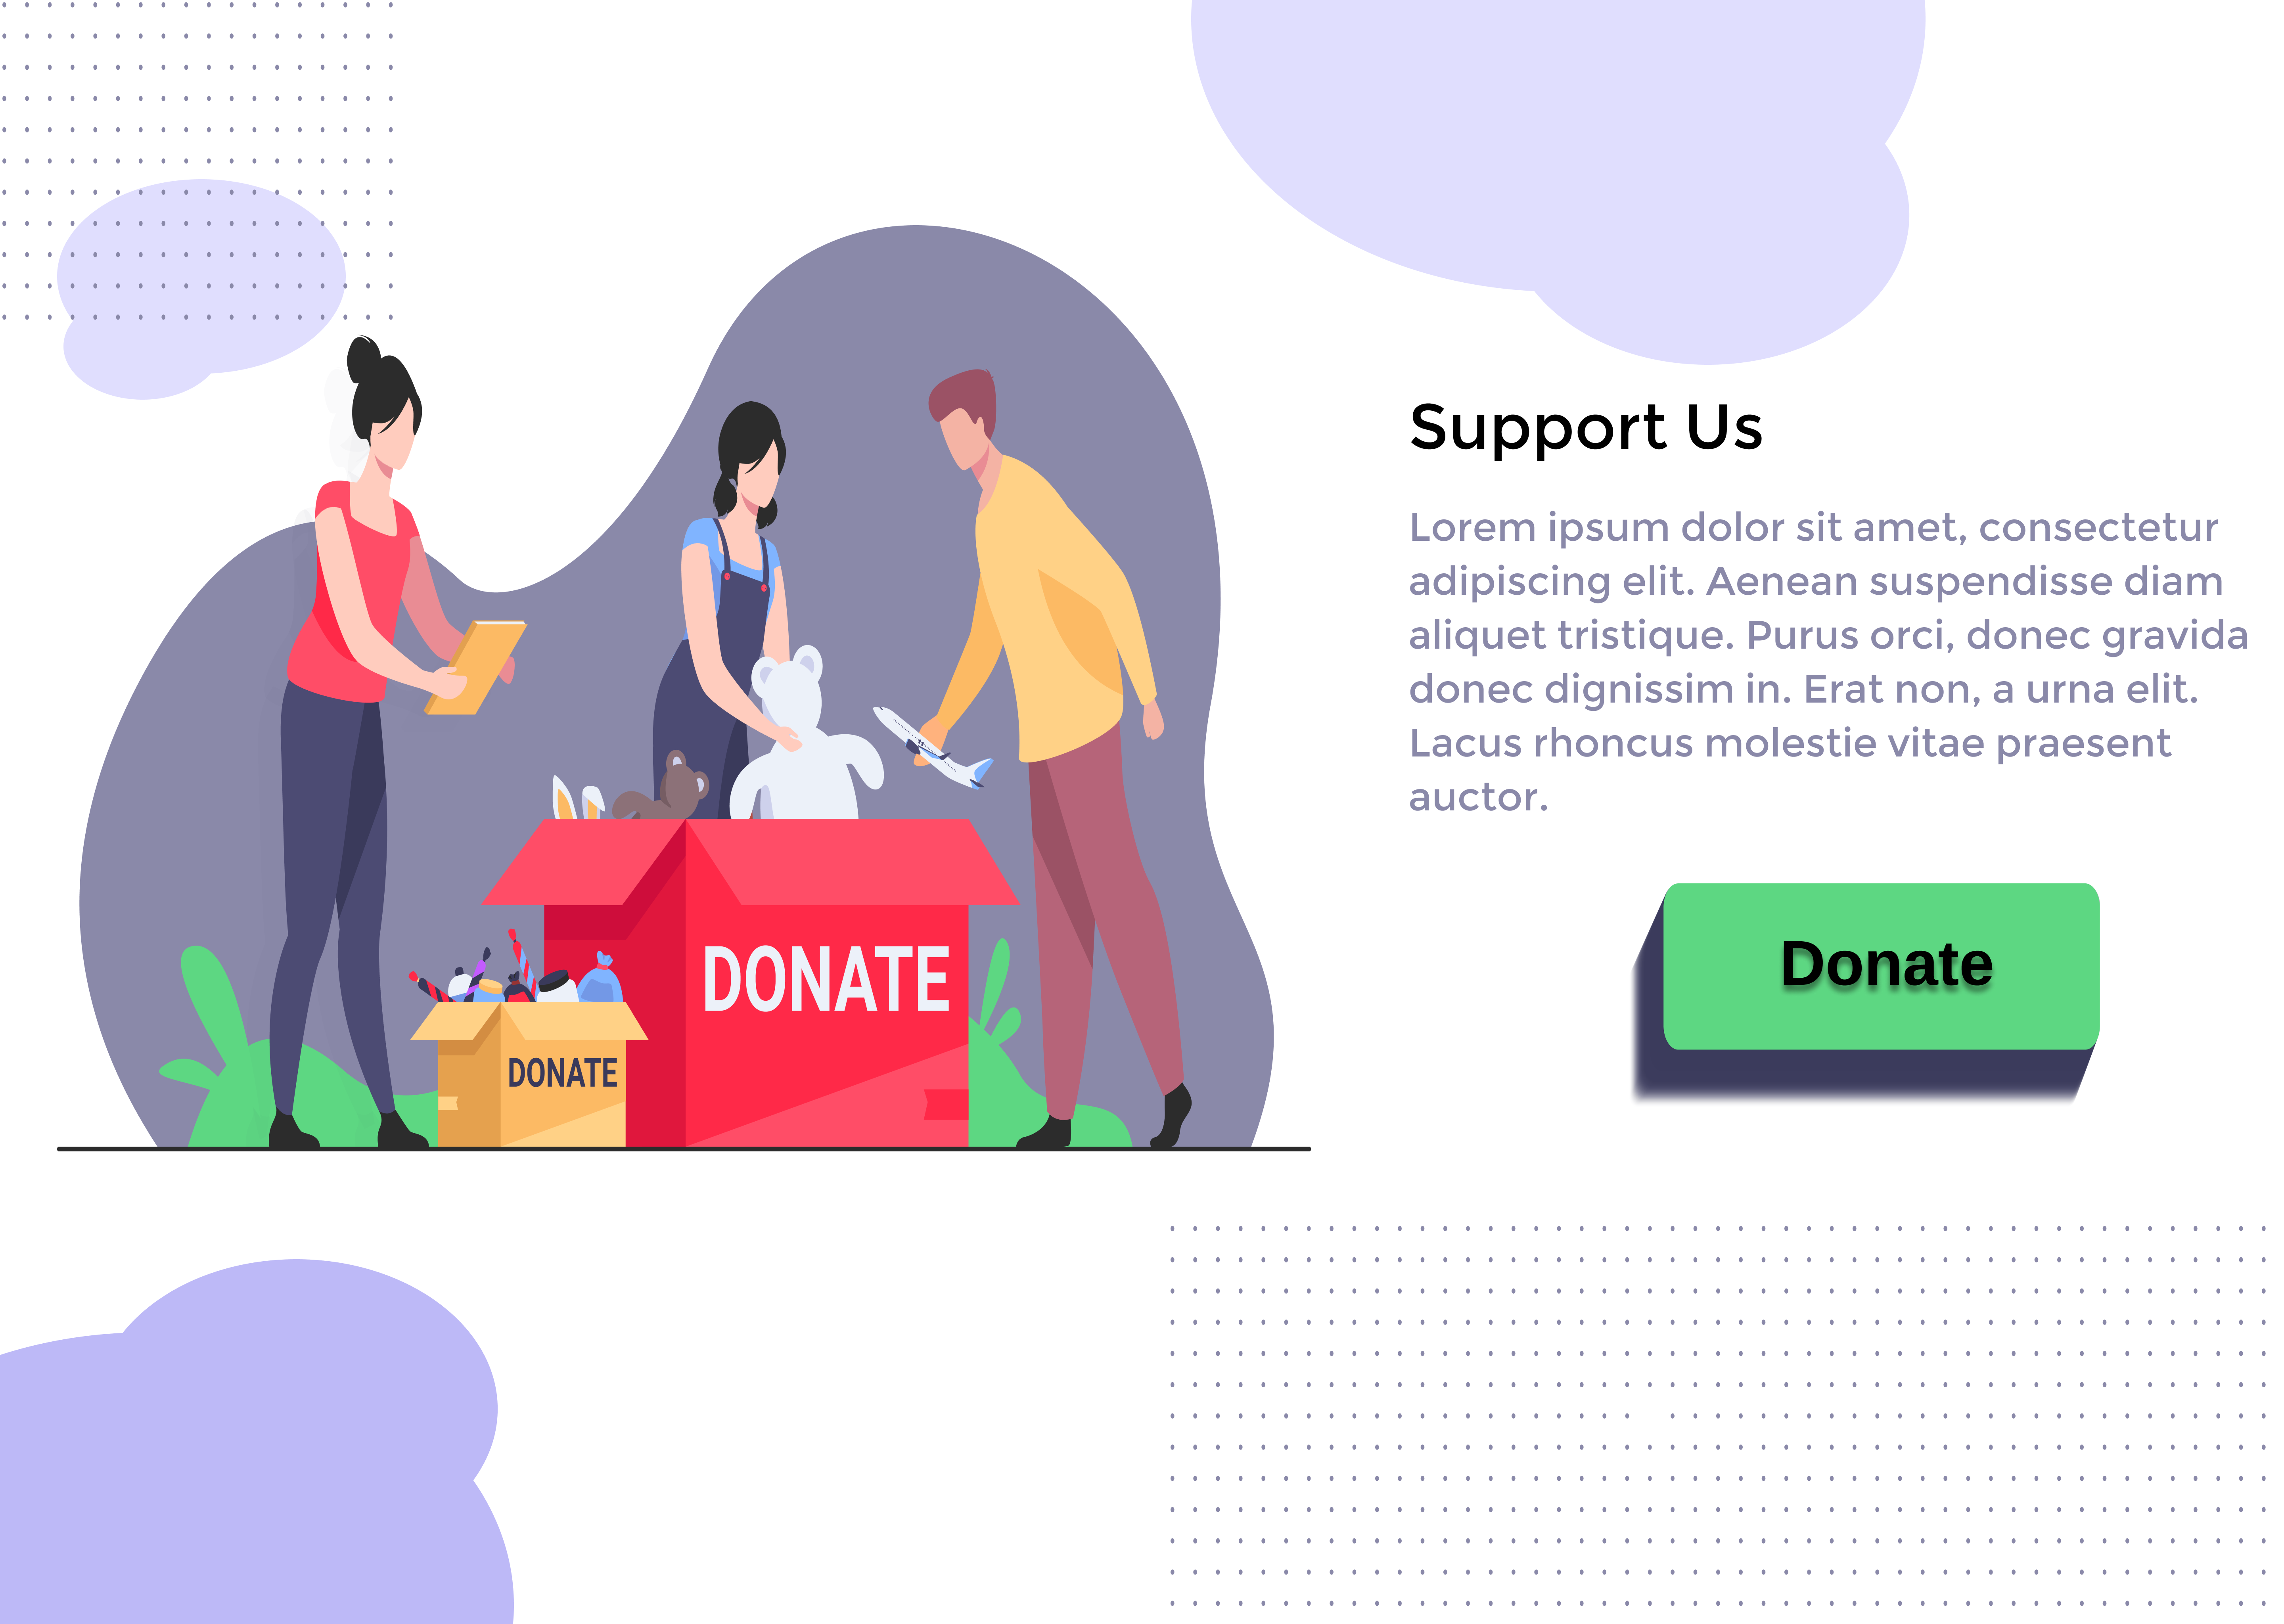 Support Us
Lorem ipsum dolor sit amet, consectetur
adipiscing elit. Aenean suspendisse diam
aliquet tristique. Purus orci, donec gravida
donec dignissim in. Erat non, a urna elit.
Lacus rhoncus molestie vitae praesent
auctor.
Donate
DONATE
DONATE